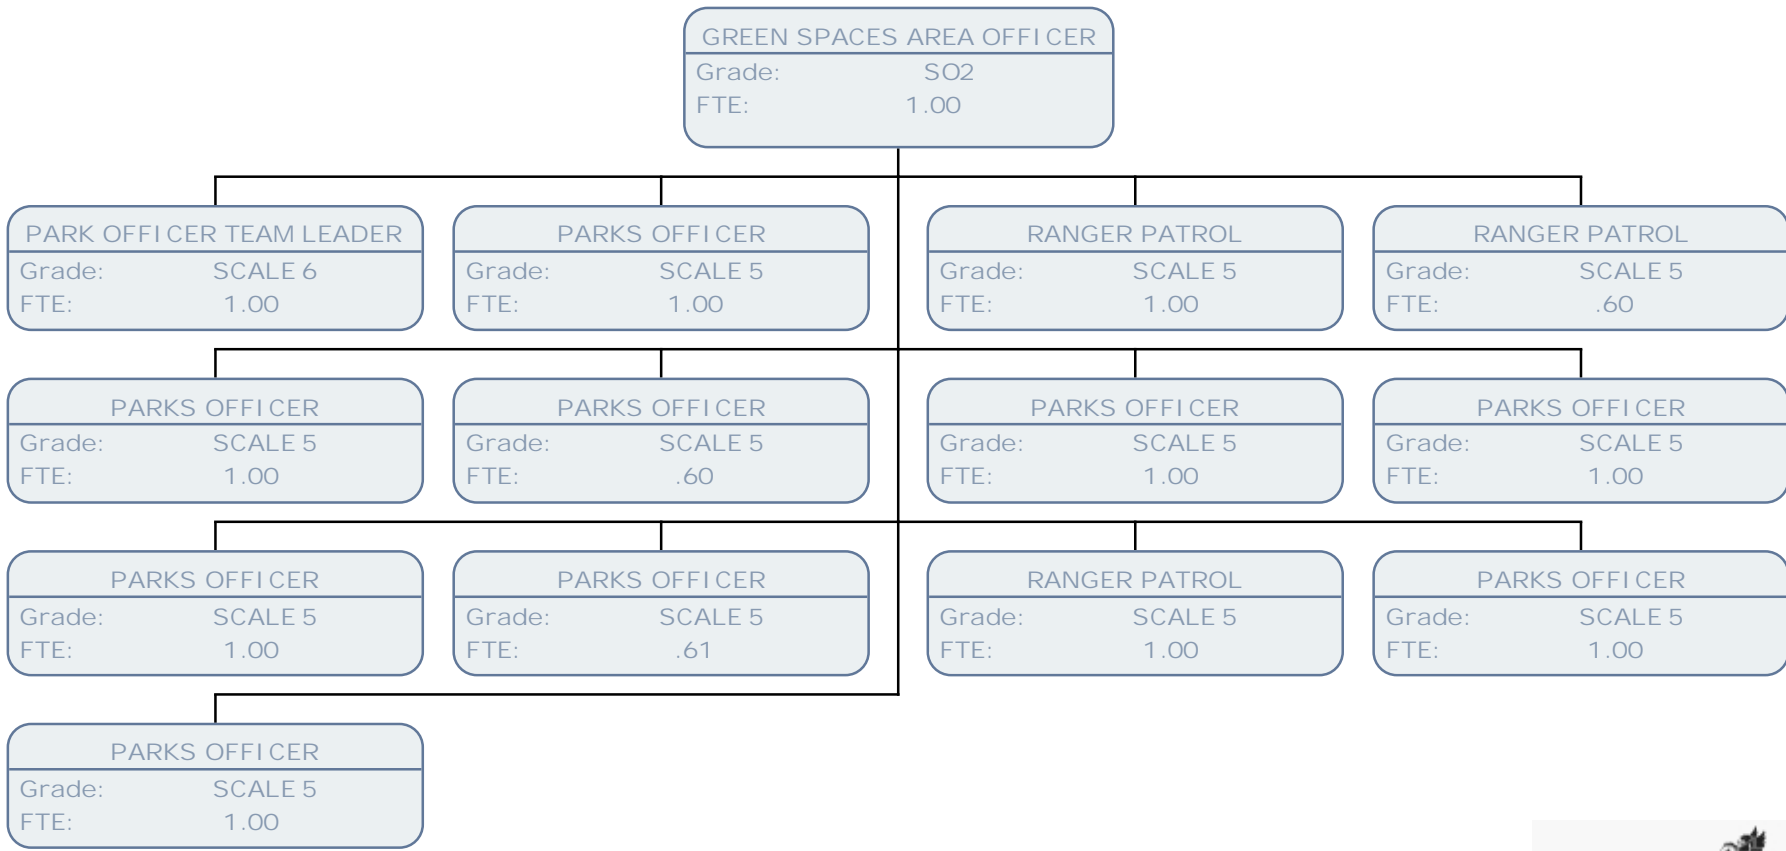 GREEN SPACES AREA OFFICER
Grade: SO2
FTE: 1.00
PARK OFFICER TEAM LEADER
Grade: SCALE 6
FTE: 1.00
PARKS OFFICER
Grade: SCALE 5
FTE: 1.00
RANGER PATROL
Grade: SCALE 5
FTE: 1.00
RANGER PATROL
Grade: SCALE 5
FTE: .60
PARKS OFFICER
Grade: SCALE 5
FTE: 1.00
PARKS OFFICER
Grade: SCALE 5
FTE: .60
PARKS OFFICER
Grade: SCALE 5
FTE: 1.00
PARKS OFFICER
Grade: SCALE 5
FTE: 1.00
PARKS OFFICER
Grade: SCALE 5
FTE: 1.00
PARKS OFFICER
Grade: SCALE 5
FTE: .61
RANGER PATROL
Grade: SCALE 5
FTE: 1.00
PARKS OFFICER
Grade: SCALE 5
FTE: 1.00
PARKS OFFICER
Grade: SCALE 5
FTE: 1.00